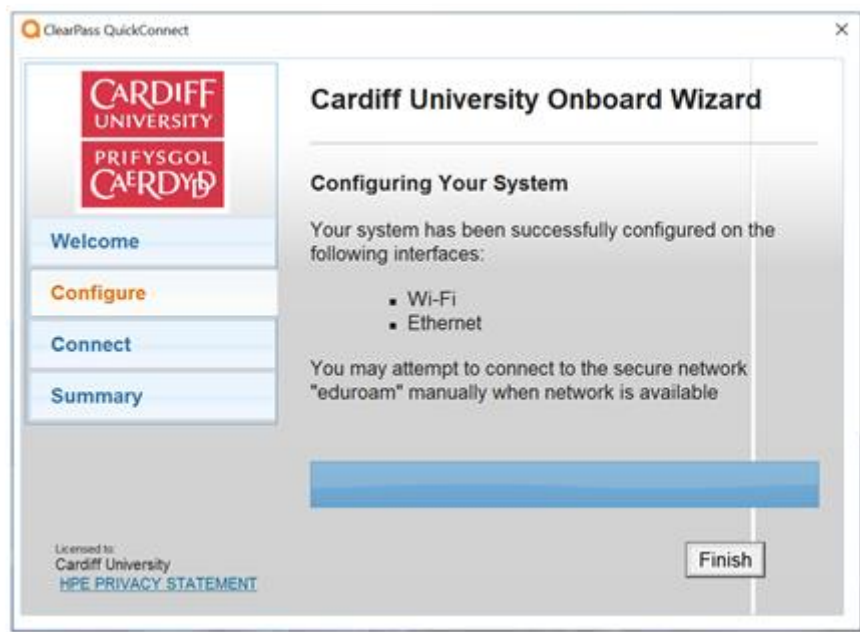 ClearPass QuickConnect
CARDIFF
UNIVERSITY
PRIFYSGOL
CAERDYDD
Welcome
Configure
Connect
Summary
Cardiff University Onboard Wizard
Configuring Your System
Your system has been successfully configured on the
following interfaces:
▪ Wi-Fi
▪ Ethernet
You may attempt to connect to the secure network
"eduroam" manually when network is available
Licensed to:
Cardiff University
HPE PRIVACY STATEMENT
Finish